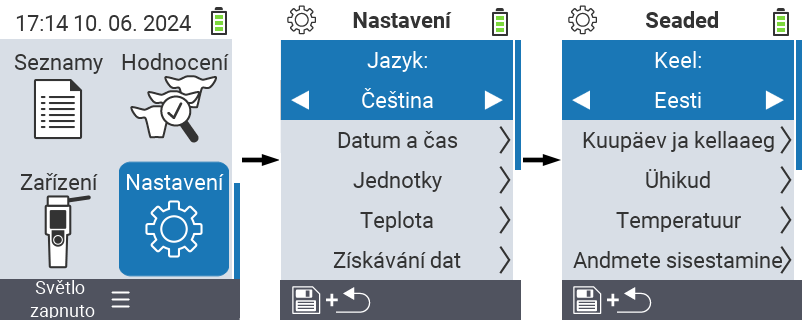 17:14 10. 06. 2024
Seznamy
Hodnocení
Zařízení
Nastavení
Světlo
zapnuto
Nastavení
Jazyk:
Čeština
Datum a čas
Jednotky
Teplota
Získávání dat
Seaded
Keel:
Eesti
Kuupäev ja kellaaeg
Ühikud
Temperatuur
Andmete sisestamine